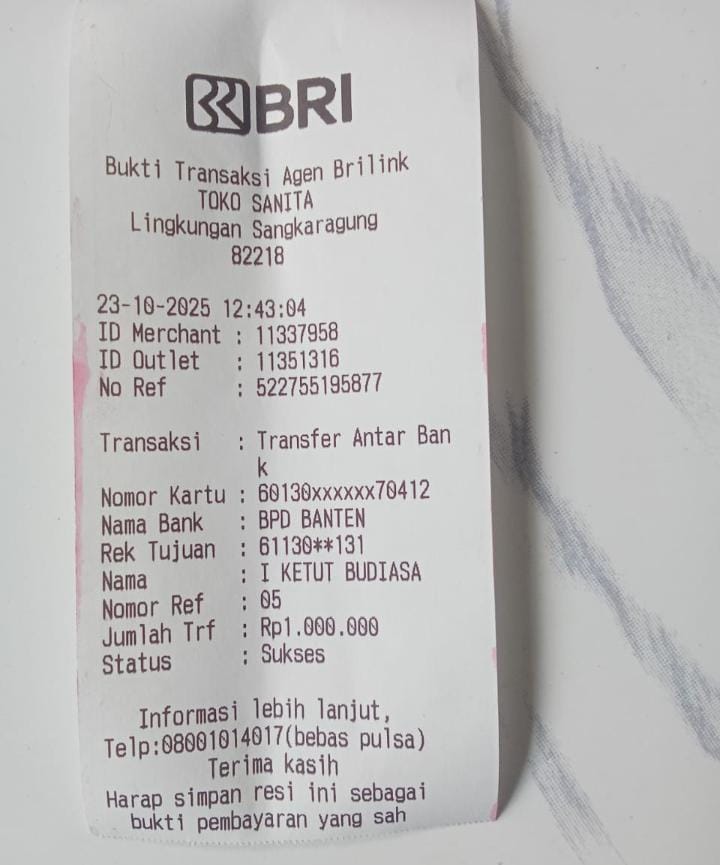 BRI
Bukti Transaksi Agen Brilink
TOKO SANITA
Lingkungan Sangkaragung
82218
23-10-2025 12:43:04
ID Merchant : 11337958
ID Outlet : 11351316
No Ref : 522755195877
Transaksi : Transfer Antar Ban
k
Nomor Kartu : 60130xxxxxx70412
Nama Bank : BPD BANTEN
Rek Tujuan : 61130**131
Nama : I KETUT BUDIASA
Nomor Ref : 05
Jumlah Trf : Rp1.000.000
Status : Sukses
Informasi lebih lanjut,
Telp:08001014017(bebas pulsa)
Terima kasih
Harap simpan resi ini sebagai
bukti pembayaran yang sah